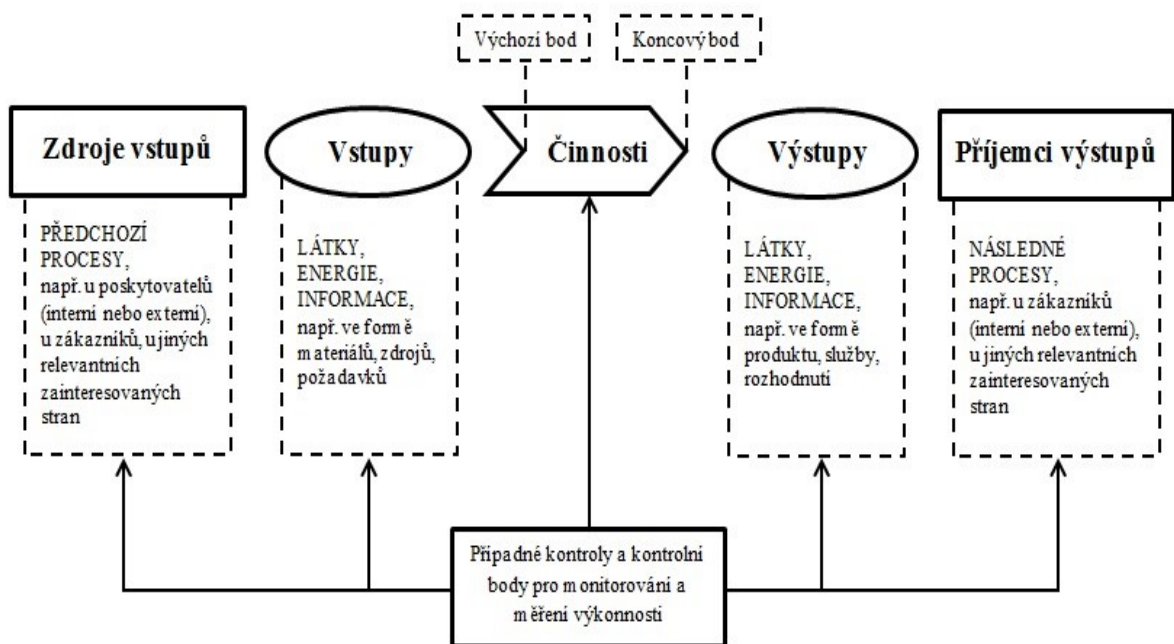 Výchozí bod
Koncový bod
Zdroje vstupů
Vstupy
Činnosti
Výstupy
Příjemci výstupů
PŘEDCHOZÍ
PROCESY,
např. u poskytovatelů
(interní nebo externí),
u zákazníků, u jiných
relevantních
zainteresovaných
stran
LÁTKY,
ENERGIE,
INFORMACE,
např. ve formě
materiálů, zdrojů,
požadavků
LÁTKY,
ENERGIE,
INFORMACE,
např. ve formě
produktu, služby,
rozhodnutí
NÁSLEDNÉ
PROCESY,
např. u zákazníků
(interní nebo externí),
u jiných relevantních
zainteresovaných
stran
Případné kontroly a kontrolní
body pro monitorování a
měření výkonnosti